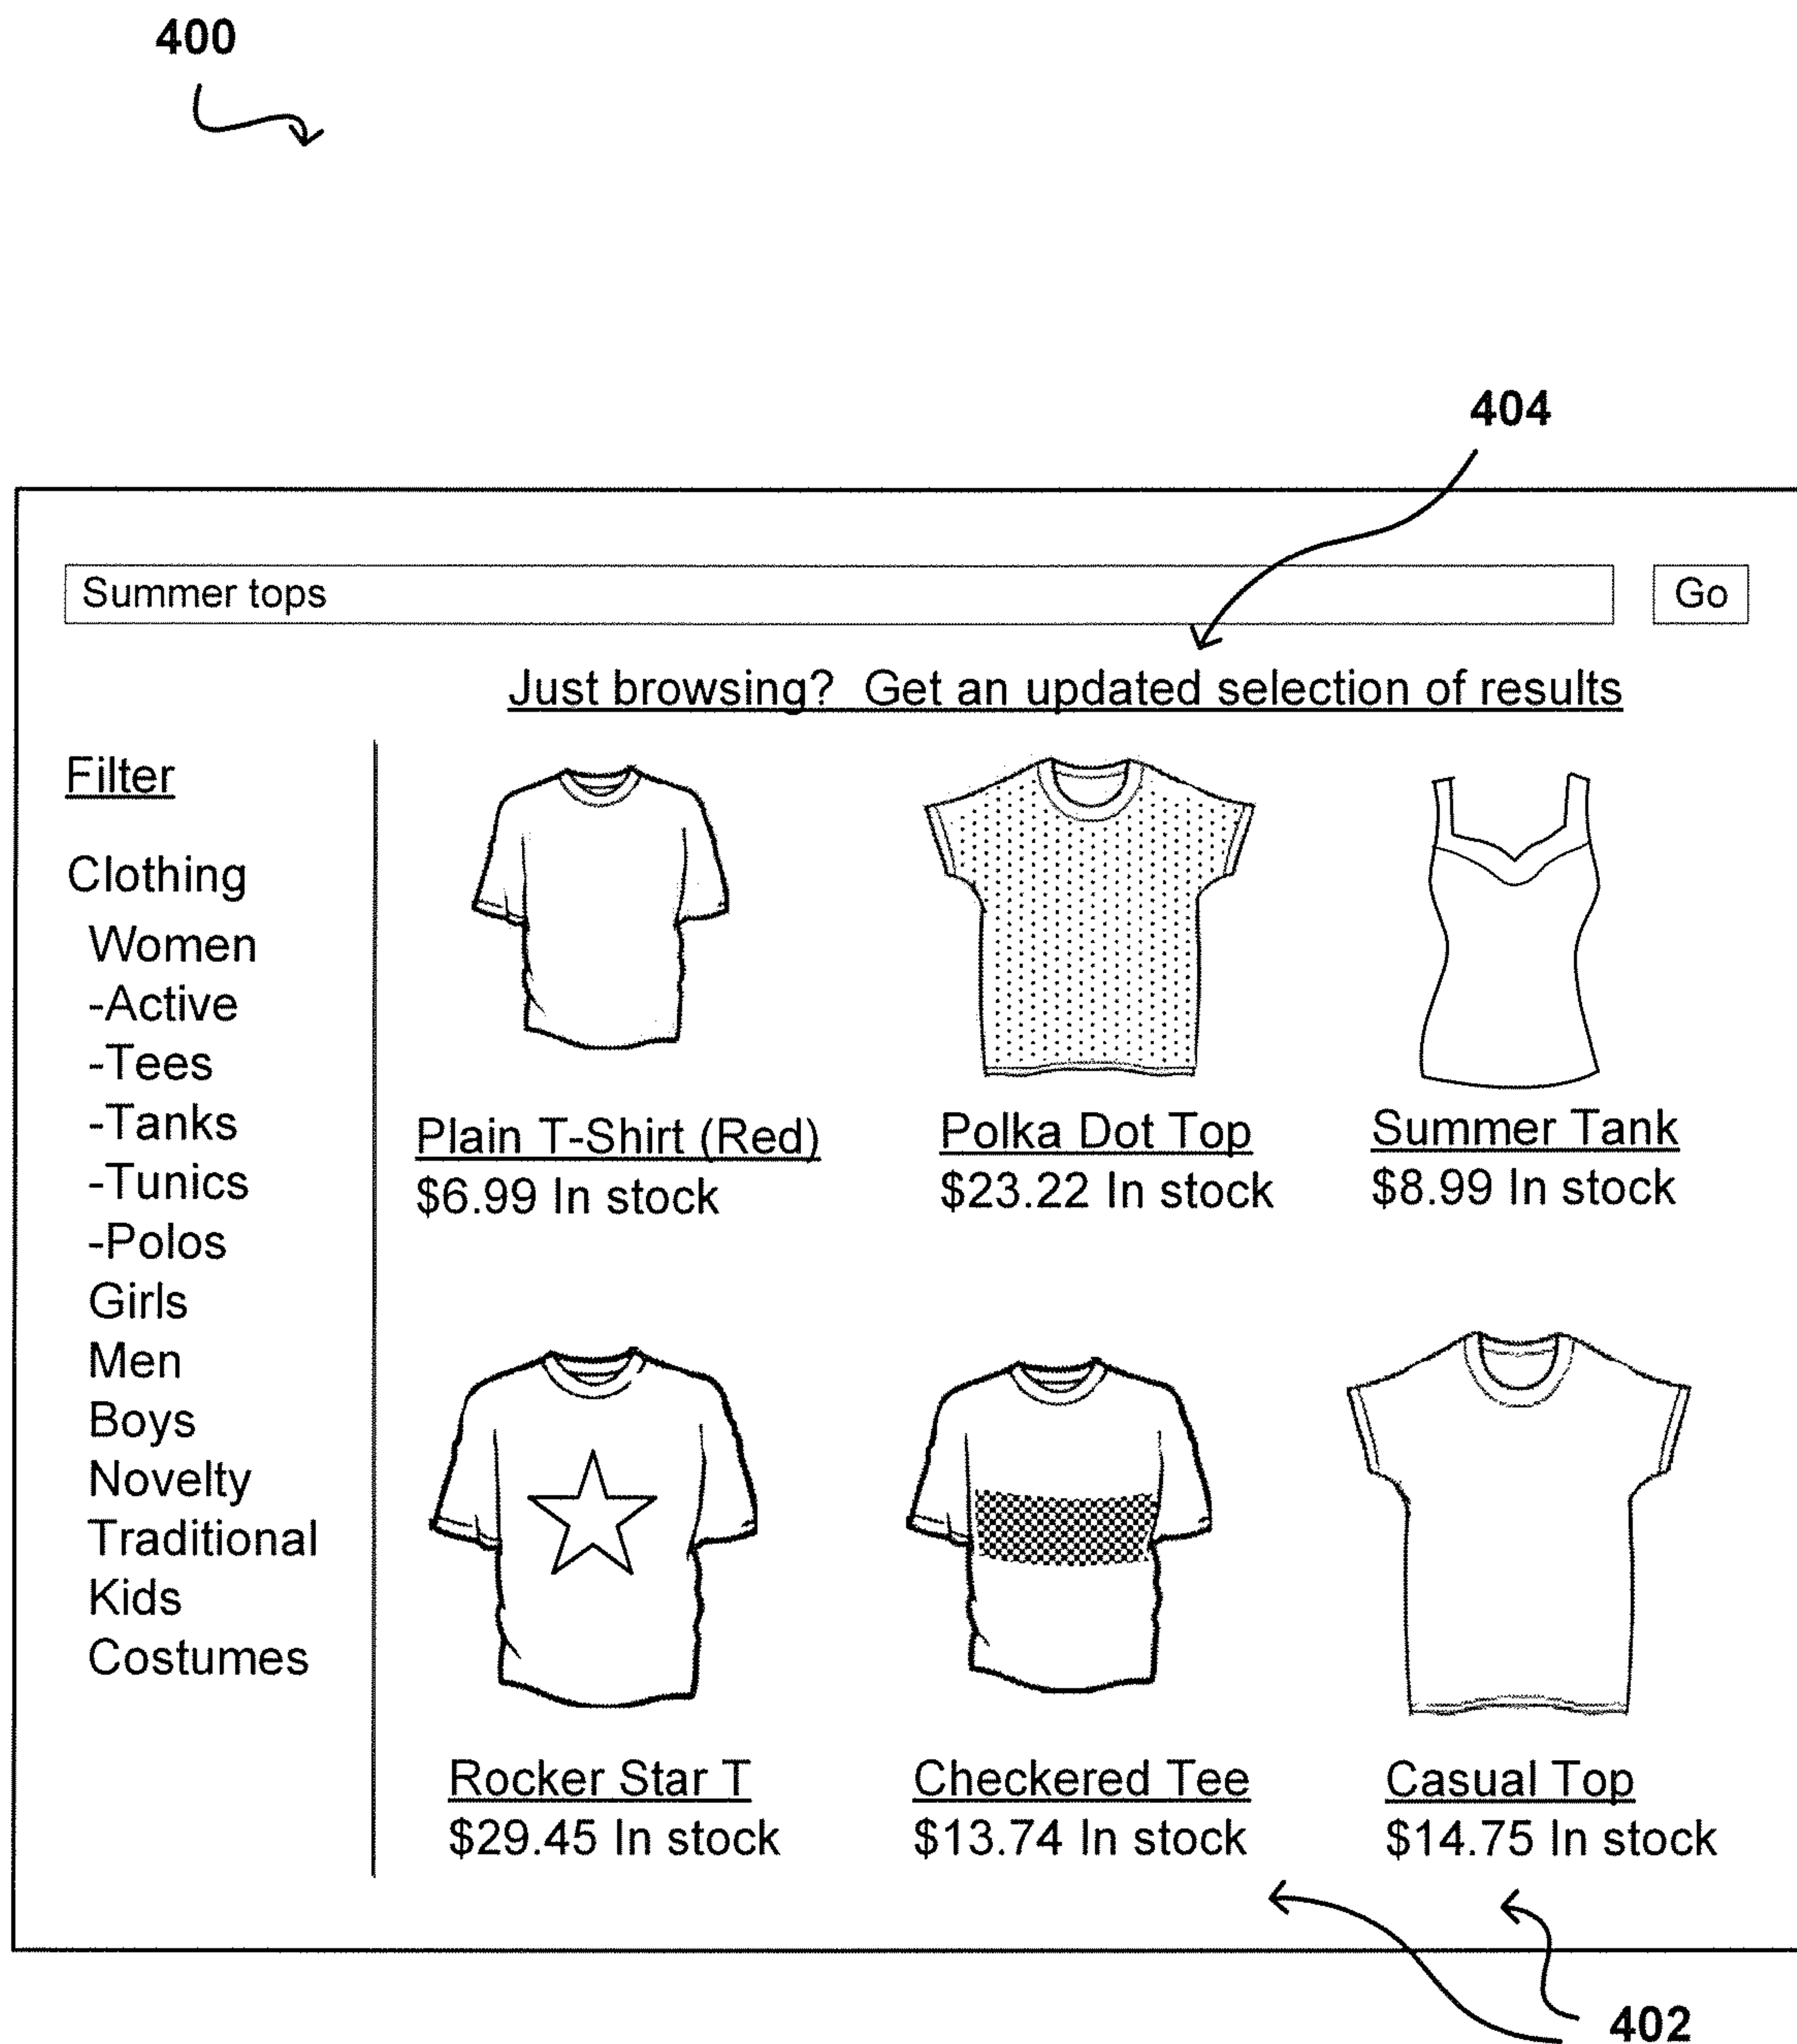 400
404
Summer tops
Go
Just browsing?  Get an updated selection of results
Filter
Clothing
Women
-Active
-Tees
-Tanks
-Tunics
-Polos
Girls
Men
Boys
Novelty
Traditional
Kids
Costumes
Plain T-Shirt (Red)
$6.99 In stock
Polka Dot Top
$23.22 In stock
Summer Tank
$8.99 In stock
Rocker Star T
$29.45 In stock
Checkered Tee
$13.74 In stock
Casual Top
$14.75 In stock
402